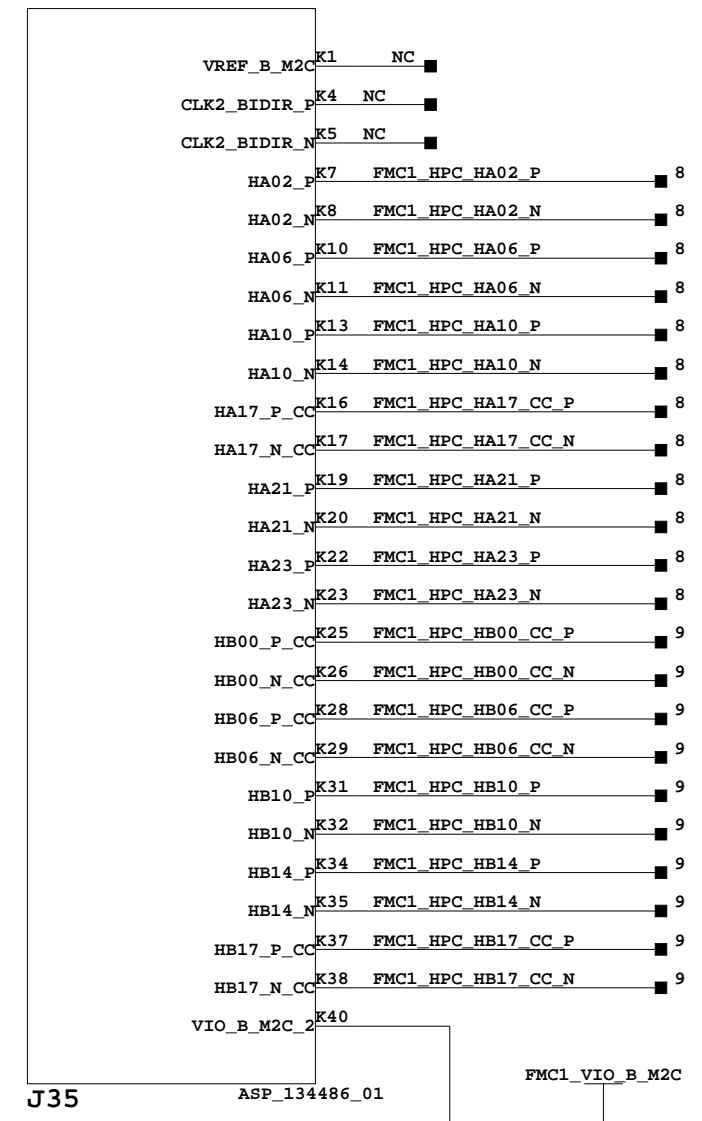 VREF_B_M2C K1 NC
CLK2_BIDIR_P K4 NC
CLK2_BIDIR_N K5 NC
HA02_P K7 FMC1_HPC_HA02_P 8
HA02_N K8 FMC1_HPC_HA02_N 8
HA06_P K10 FMC1_HPC_HA06_P 8
HA06_N K11 FMC1_HPC_HA06_N 8
HA10_P K13 FMC1_HPC_HA10_P 8
HA10_N K14 FMC1_HPC_HA10_N 8
HA17_P_CC K16 FMC1_HPC_HA17_CC_P 8
HA17_N_CC K17 FMC1_HPC_HA17_CC_N 8
HA21_P K19 FMC1_HPC_HA21_P 8
HA21_N K20 FMC1_HPC_HA21_N 8
HA23_P K22 FMC1_HPC_HA23_P 8
HA23_N K23 FMC1_HPC_HA23_N 8
HB00_P_CC K25 FMC1_HPC_HB00_CC_P 9
HB00_N_CC K26 FMC1_HPC_HB00_CC_N 9
HB06_P_CC K28 FMC1_HPC_HB06_CC_P 9
HB06_N_CC K29 FMC1_HPC_HB06_CC_N 9
HB10_P K31 FMC1_HPC_HB10_P 9
HB10_N K32 FMC1_HPC_HB10_N 9
HB14_P K34 FMC1_HPC_HB14_P 9
HB14_N K35 FMC1_HPC_HB14_N 9
HB17_P_CC K37 FMC1_HPC_HB17_CC_P 9
HB17_N_CC K38 FMC1_HPC_HB17_CC_N 9
VIO_B_M2C_2 K40
FMC1_VIO_B_M2C
J35 ASP_134486_01